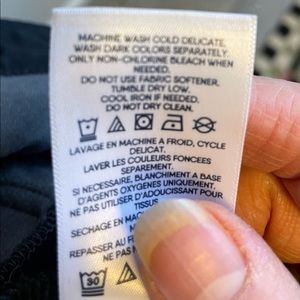 MACHINE WASH COLD DELICATE.
WASH DARK COLORS SEPARATELY.
ONLY NON-CHLORINE BLEACH WHEN
NEEDED.
DO NOT USE FABRIC SOFTENER.
TUMBLE DRY LOW.
COOL IRON IF NEEDED.
DO NOT DRY CLEAN.
LAVAGE EN MACHINE A FROID, CYCLE
DELICAT.
LAVER LES COULEURS FONCEES
SEPAREMENT.
SI NECESSAIRE, BLANCHIMENT A BASE
D'AGENTS OXYGENES UNIQUEMENT.
NE PAS UTILISER D'ADOUCISSANT POUR
TISSUS
SECHAGE EN MAC
REPASSER AU F
NE PA
30